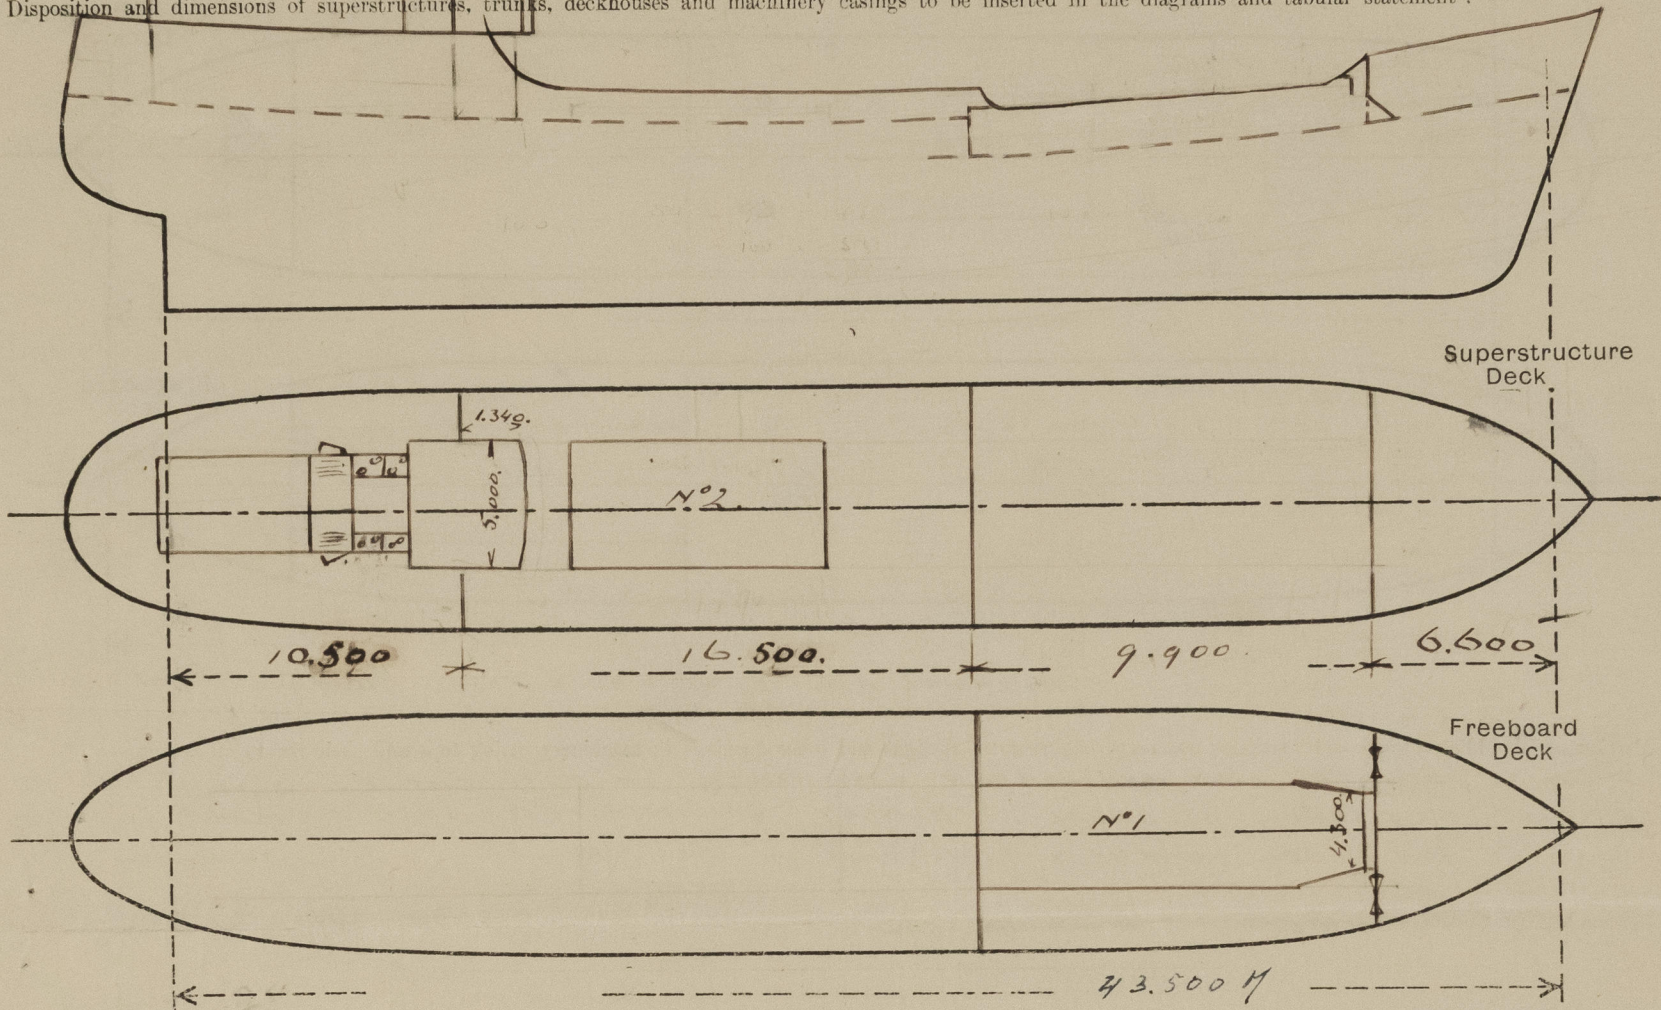 Disposition and dimensions of superstructures, trunks, deckhouses and machinery casings to be inserted in the diagrams and tabular statement :
Superstructure
Deck.
1.340.
5.000.
Nº2.
10.500
16.500.
9.900.
6.600
Freeboard
Deck
Nº1
4.300.
43.500 M